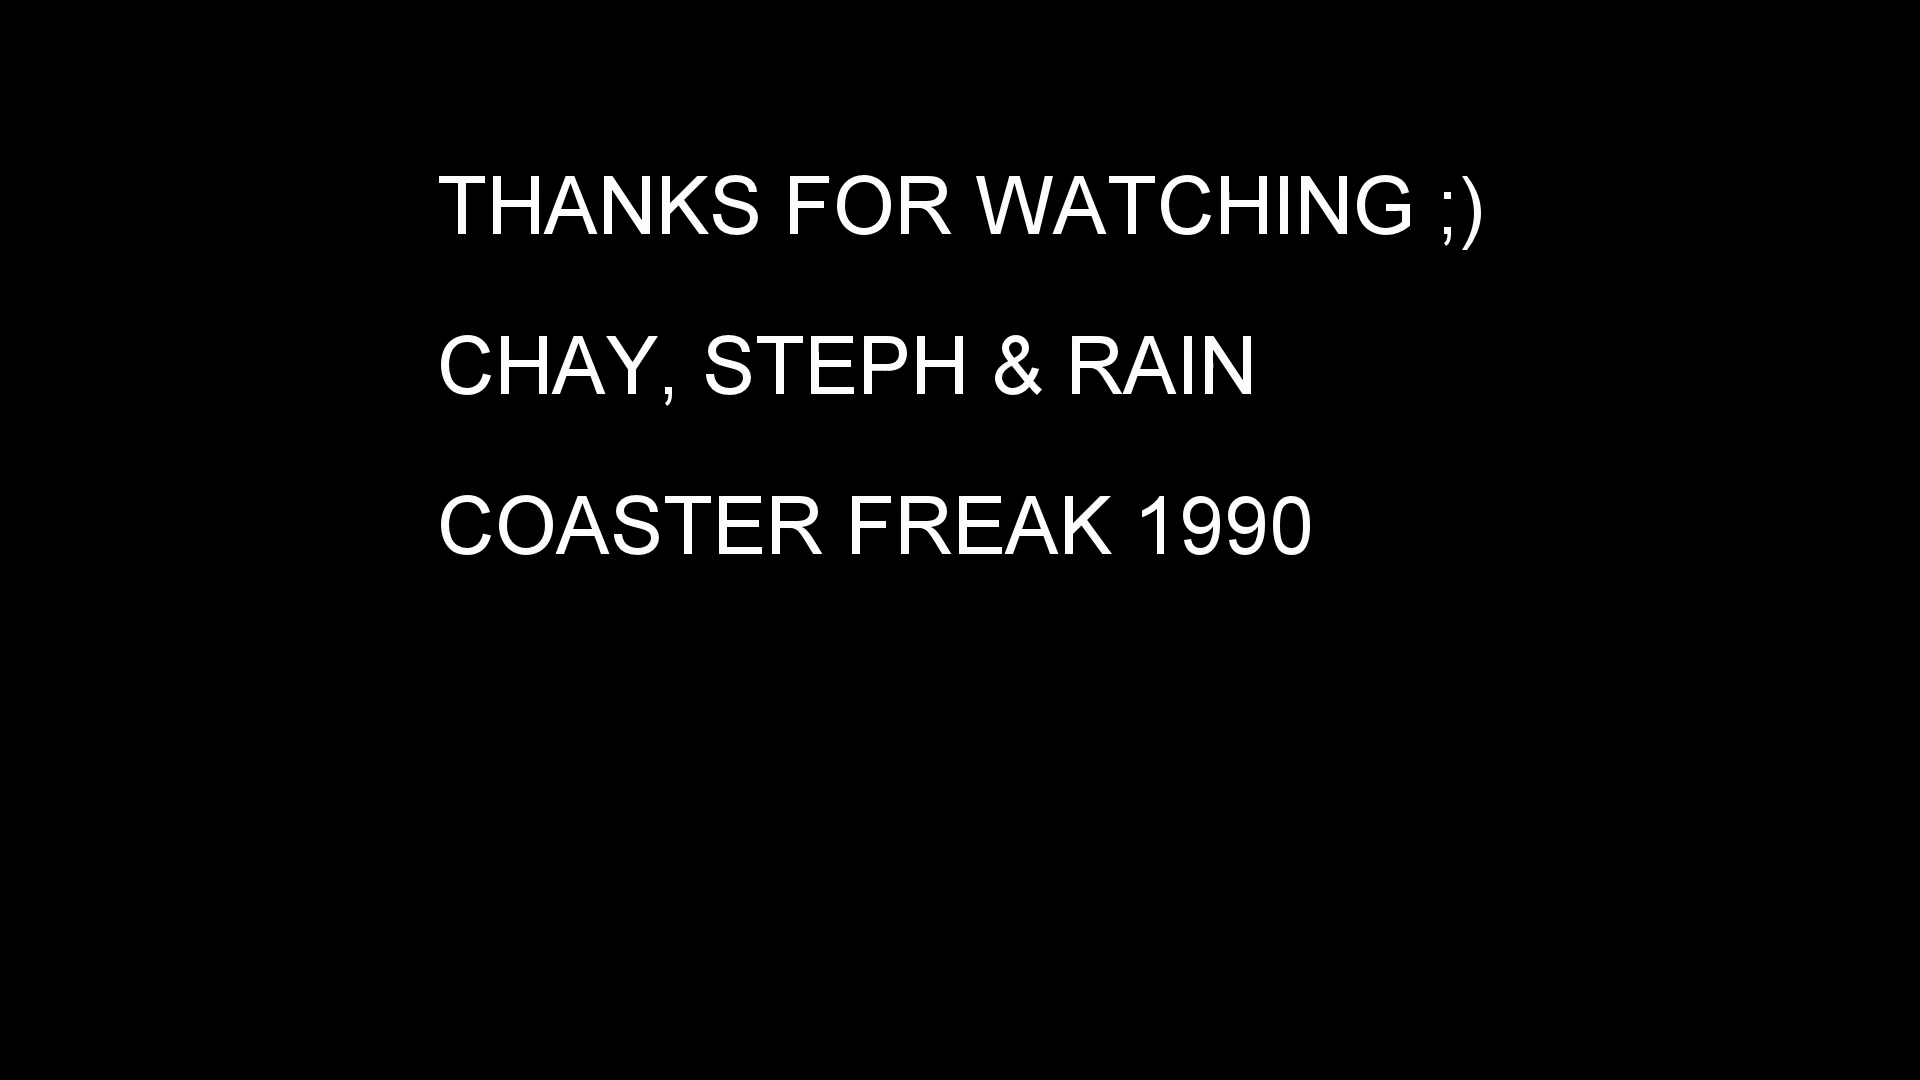 THANKS FOR WATCHING ;)
CHAY, STEPH & RAIN
COASTER FREAK 1990